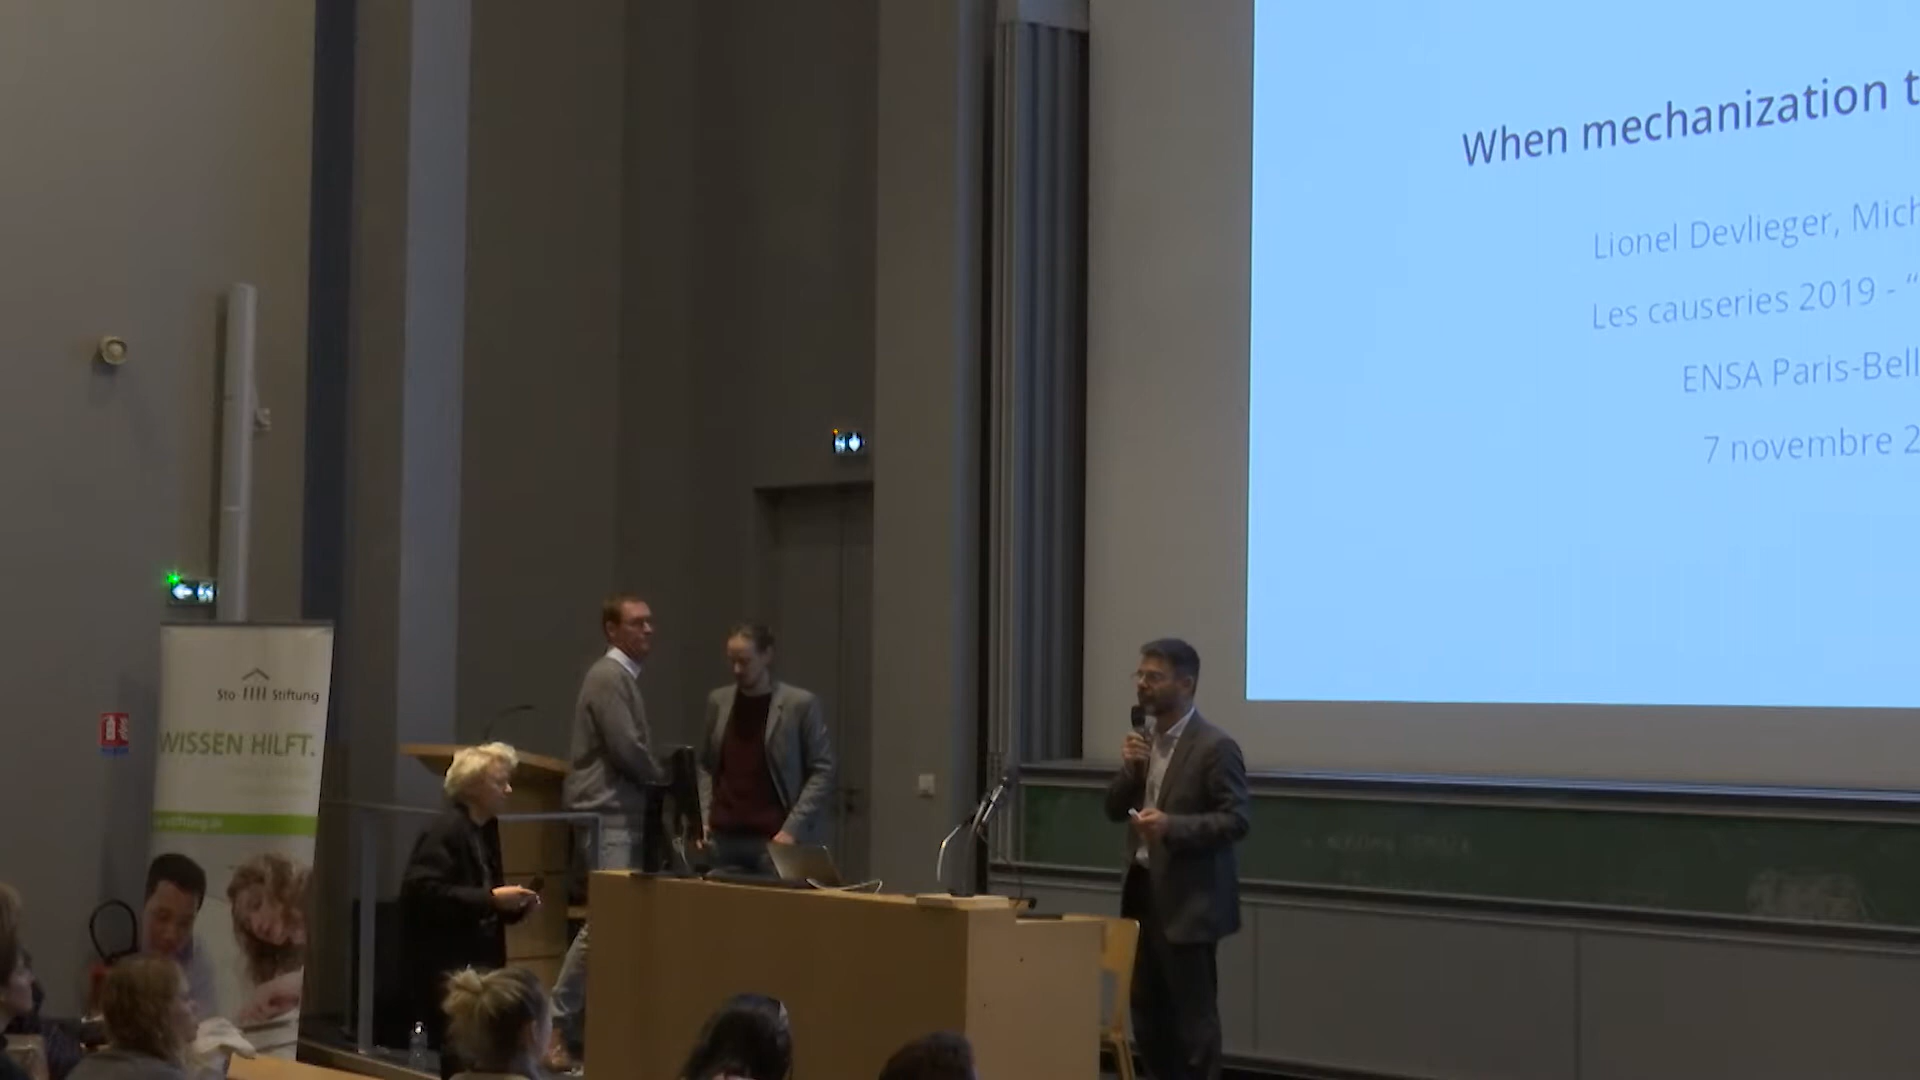 When mechanization t
Lionel Devlieger, Mich
Les causeries 2019 - “
ENSA Paris-Bell
7 novembre 2
Sto Stiftung
WISSEN HILFT.